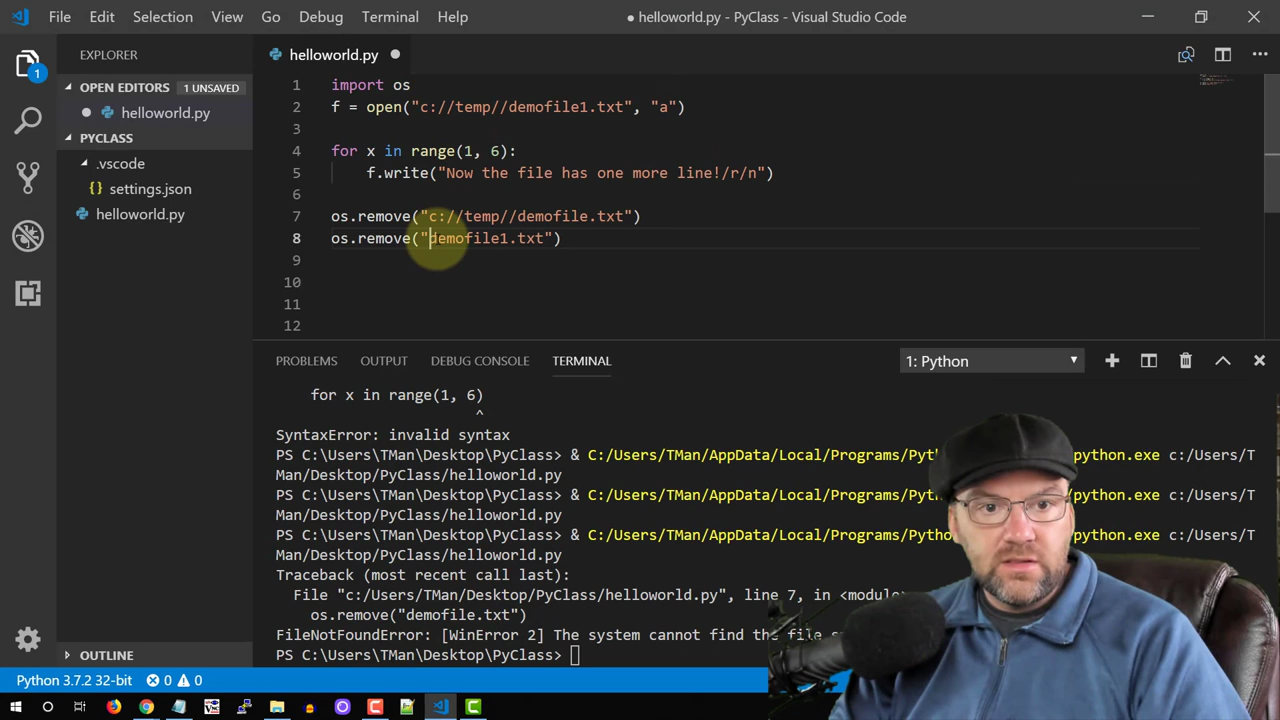 File Edit Selection View Go Debug Terminal Help
● helloworld.py - PyClass - Visual Studio Code
EXPLORER
OPEN EDITORS 1 UNSAVED
● helloworld.py
PYCLASS
.vscode
{} settings.json
helloworld.py
OUTLINE
1
helloworld.py ●
1 import os
2 f = open("c://temp//demofile1.txt", "a")
3
4 for x in range(1, 6):
5 f.write("Now the file has one more line!/r/n")
6
7 os.remove("c://temp//demofile.txt")
8 os.remove("demofile1.txt")
9
10
11
12
PROBLEMS OUTPUT DEBUG CONSOLE TERMINAL
1: Python
for x in range(1, 6)
^
SyntaxError: invalid syntax
PS C:\Users\TMan\Desktop\PyClass> & C:/Users/TMan/AppData/Local/Programs/Pyth python.exe c:/Users/T
Man/Desktop/PyClass/helloworld.py
PS C:\Users\TMan\Desktop\PyClass> & C:/Users/TMan/AppData/Local/Programs/Pytho python.exe c:/Users/T
Man/Desktop/PyClass/helloworld.py
PS C:\Users\TMan\Desktop\PyClass> & C:/Users/TMan/AppData/Local/Programs/Pytho python.exe c:/Users/T
Man/Desktop/PyClass/helloworld.py
Traceback (most recent call last):
File "c:/Users/TMan/Desktop/PyClass/helloworld.py", line 7, in <module>
os.remove("demofile.txt")
FileNotFoundError: [WinError 2] The system cannot find the file
PS C:\Users\TMan\Desktop\PyClass>
Python 3.7.2 32-bit 0 0